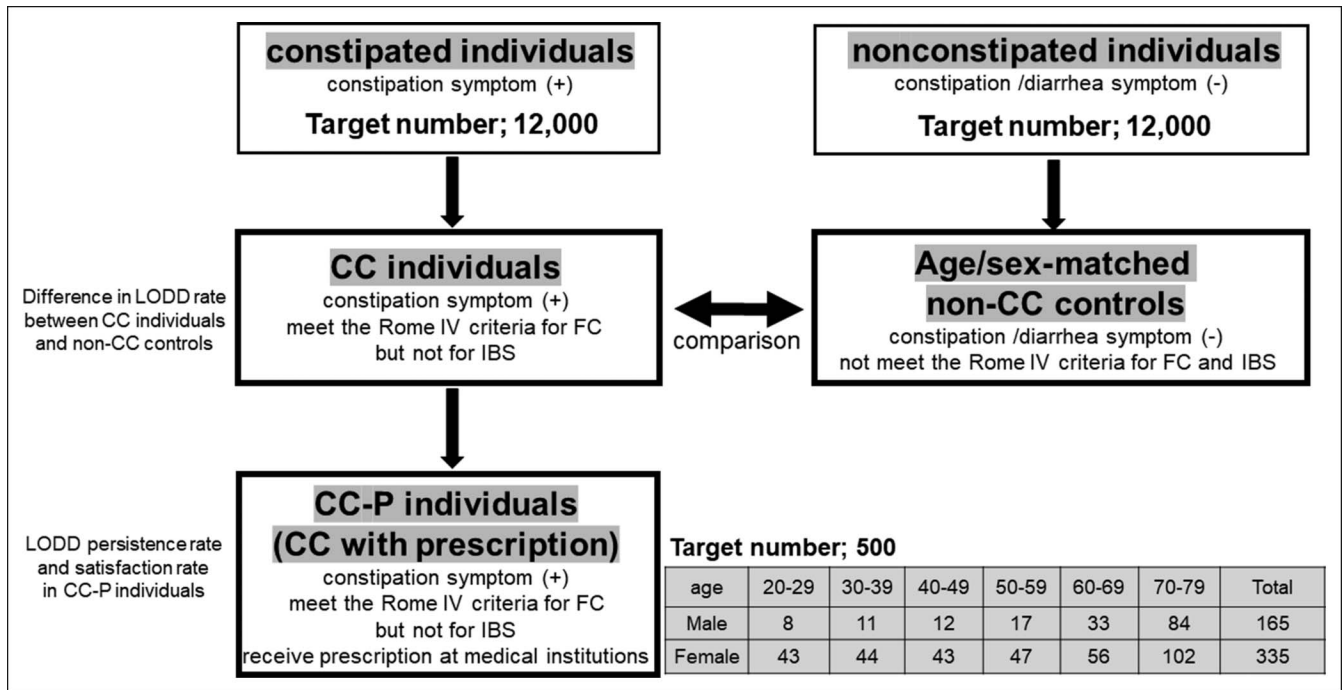 constipated individuals
constipation symptom (+)
Target number; 12,000
nonconstipated individuals
constipation /diarrhea symptom (-)
Target number; 12,000
Difference in LODD rate
between CC individuals
and non-CC controls
CC individuals
constipation symptom (+)
meet the Rome IV criteria for FC
but not for IBS
comparison
Age/sex-matched
non-CC controls
constipation /diarrhea symptom (-)
not meet the Rome IV criteria for FC and IBS
LODD persistence rate
and satisfaction rate
in CC-P individuals
CC-P individuals
(CC with prescription)
constipation symptom (+)
meet the Rome IV criteria for FC
but not for IBS
receive prescription at medical institutions
Target number; 500
age 20-29 30-39 40-49 50-59 60-69 70-79 Total
Male 8 11 12 17 33 84 165
Female 43 44 43 47 56 102 335